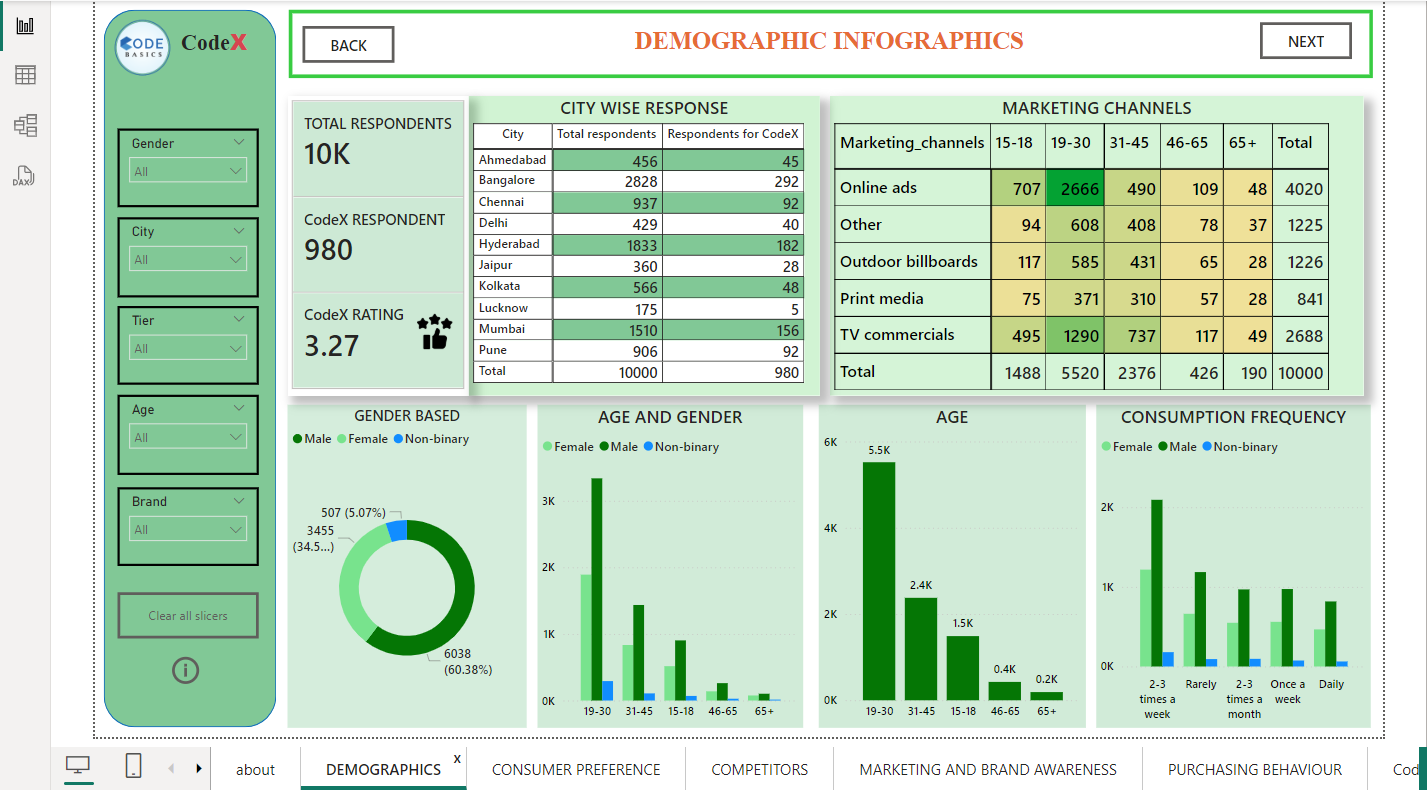 CODE
BASICS
CodeX
BACK
DEMOGRAPHIC INFOGRAPHICS
NEXT
DAX
Gender
All
City
All
Tier
All
Age
All
Brand
All
Clear all slicers
TOTAL RESPONDENTS
10K
CodeX RESPONDENT
980
CodeX RATING
3.27
CITY WISE RESPONSE
City Total respondents Respondents for CodeX
Ahmedabad 456 45
Bangalore 2828 292
Chennai 937 92
Delhi 429 40
Hyderabad 1833 182
Jaipur 360 28
Kolkata 566 48
Lucknow 175 5
Mumbai 1510 156
Pune 906 92
Total 10000 980
MARKETING CHANNELS
Marketing_channels 15-18 19-30 31-45 46-65 65+ Total
Online ads 707 2666 490 109 48 4020
Other 94 608 408 78 37 1225
Outdoor billboards 117 585 431 65 28 1226
Print media 75 371 310 57 28 841
TV commercials 495 1290 737 117 49 2688
Total 1488 5520 2376 426 190 10000
GENDER BASED
Male Female Non-binary
507 (5.07%)
3455
(34.5...)
6038
(60.38%)
AGE AND GENDER
Female Male Non-binary
3K
2K
1K
0K
19-30 31-45 15-18 46-65 65+
AGE
6K
4K
2K
0K
5.5K
2.4K
1.5K
0.4K
0.2K
19-30 31-45 15-18 46-65 65+
CONSUMPTION FREQUENCY
Female Male Non-binary
2K
1K
0K
2-3
times a
week
Rarely
2-3
times a
month
Once a
week
Daily
about
DEMOGRAPHICS
X
CONSUMER PREFERENCE
COMPETITORS
MARKETING AND BRAND AWARENESS
PURCHASING BEHAVIOUR
Cod